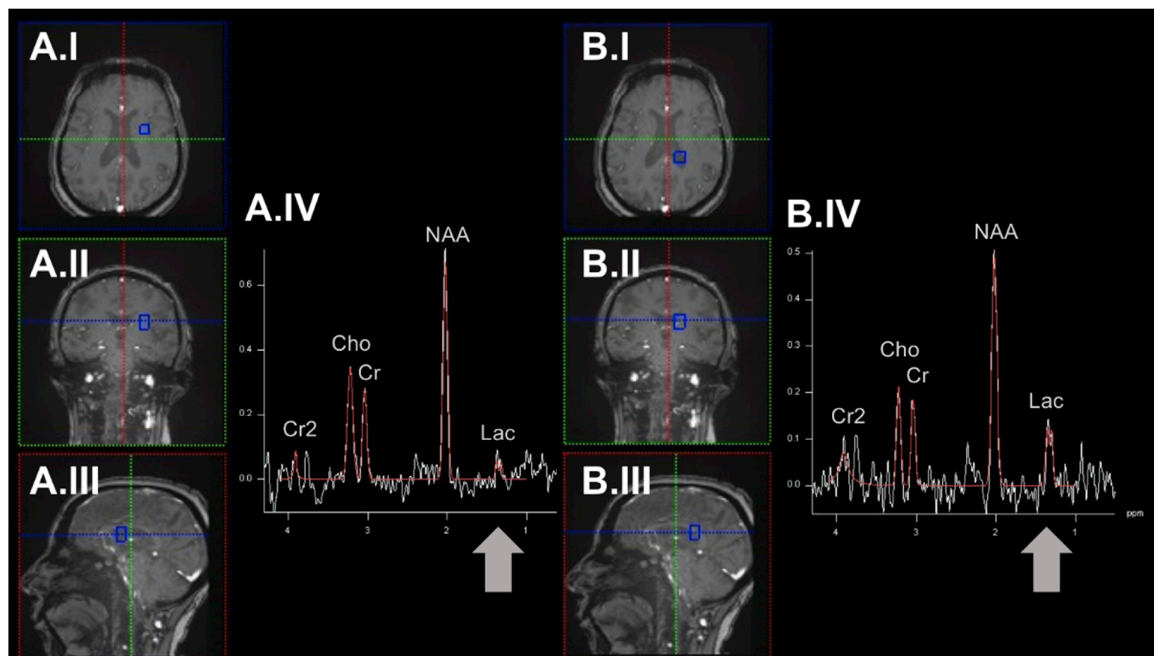 A.I
A.II
A.III
A.IV
NAA
Cho
Cr
Cr2
Lac
0.6
0.4
0.2
0.0
4
3
2
1
B.I
B.II
B.III
B.IV
NAA
Cho
Cr
Cr2
Lac
0.5
0.4
0.3
0.2
0.1
0.0
4
3
2
1
ppm